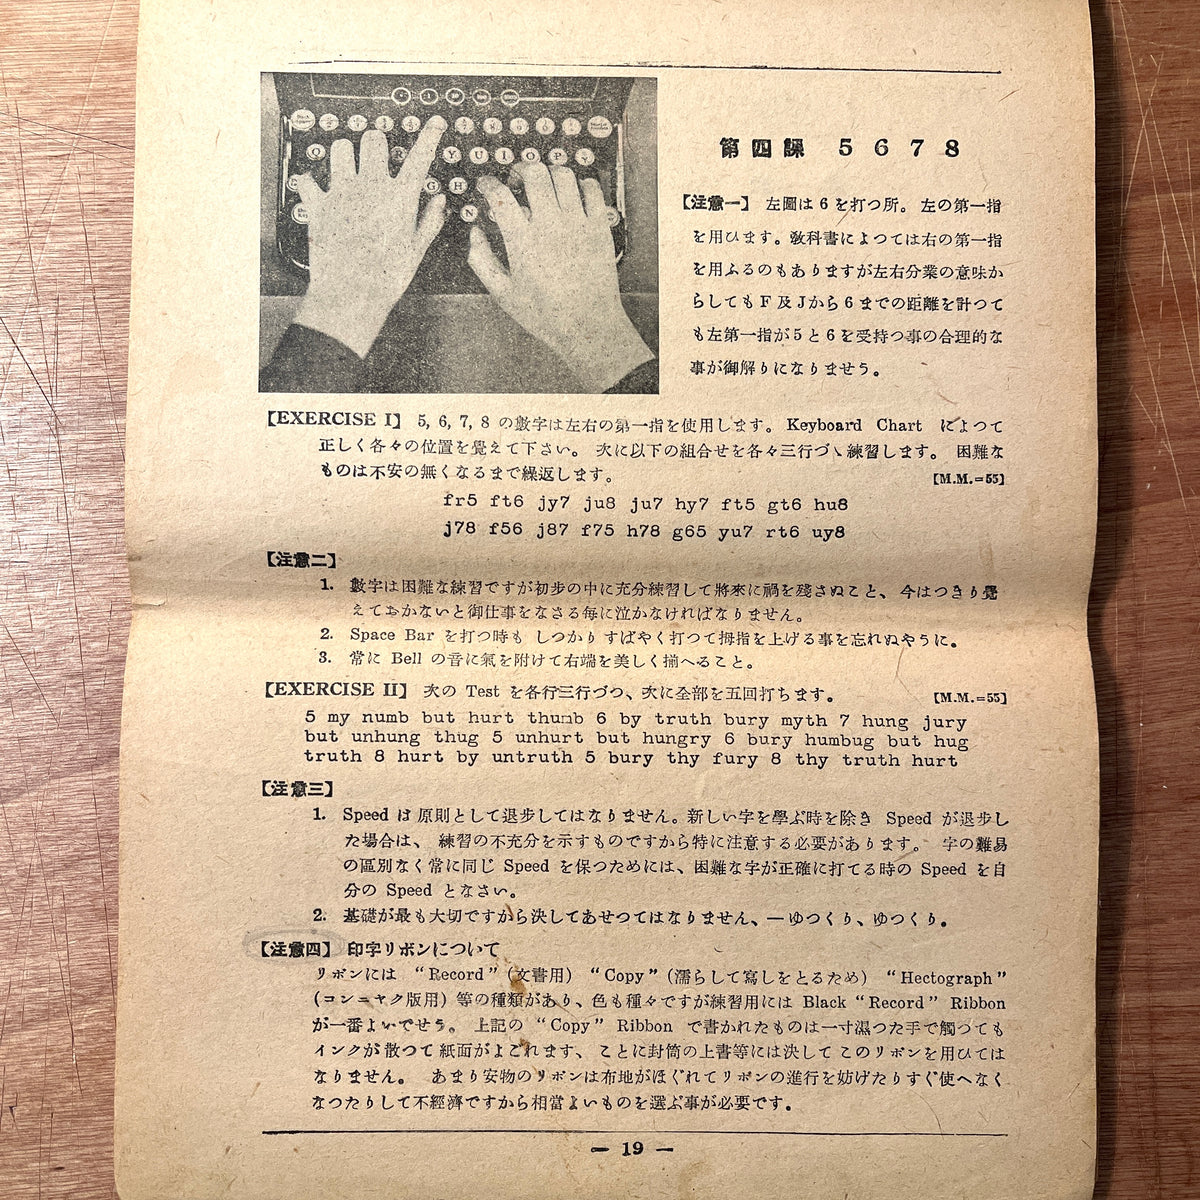 第四課 5 6 7 8
【注意一】 左圖は6を打つ所。左の第一指
を用ひます。敎科書によつては右の第一指
を用ふるのもありますが左右分業の意味か
らしてもF及Jから6までの距離を計つて
も左第一指が5と6を受持つ事の合理的な
事が御解りになりませう。
【EXERCISE I】 5, 6, 7, 8 の數字は左右の第一指を使用します。 Keyboard Chart によつて
正しく各々の位置を覺えて下さい。 次に以下の組合せを各々三行づゝ練習します。 困難な
ものは不安の無くなるまで繰返します。 [M.M.=55]
fr5 ft6 jy7 ju8 ju7 hy7 ft5 gt6 hu8
j78 f56 j87 f75 h78 g65 yu7 rt6 uy8
【注意二】
1. 數字は困難な練習ですが初步の中に充分練習して將來に禍を殘さぬこと、今はつきり覺
えておかないと御仕事をなさる每に泣かなければなりません。
2. Space Bar を打つ時も しつかりすばやく打つて拇指を上げる事を忘れぬやうに。
3. 常に Bell の音に氣を附けて右端を美しく揃へること。
【EXERCISE II】 次の Test を各行三行づつ、次に全部を五回打ちます。 [M.M.=55]
5 my numb but hurt thumb 6 by truth bury myth 7 hung jury
but unhung thug 5 unhurt but hungry 6 bury humbug but hug
truth 8 hurt by untruth 5 bury thy fury 8 thy truth hurt
【注意三】
1. Speed は原則として退步してはなりません。新しい字を學ぶ時を除き Speed が退步し
た場合は、 練習の不充分を示すものですから特に注意する必要があります。 字の難易
の區別なく常に同じ Speed を保つためには、困難な字が正確に打てる時の Speed を自
分の Speed となさい。
2. 基礎が最も大切ですから決してあせつてはなりません、—ゆつくり、ゆつくり。
【注意四】 印字リボンについて
リボンには “Record” (文書用) “Copy” (濡らして寫しをとるため) “Hectograph”
(コンニヤク版用) 等の種類があり、色も種々ですが練習用には Black “Record” Ribbon
が一番よいでせう。 上記の “Copy” Ribbon で書かれたものは一寸濕つた手で觸つても
インクが散つて紙面がよごれます、 ことに封筒の上書等には決してこのリボンを用ひては
なりません。 あまり安物のリボンは布地がほぐれてリボンの進行を妨げたりすぐ使へなく
なつたりして不經濟ですから相當よいものを選ぶ事が必要です。
— 19 —